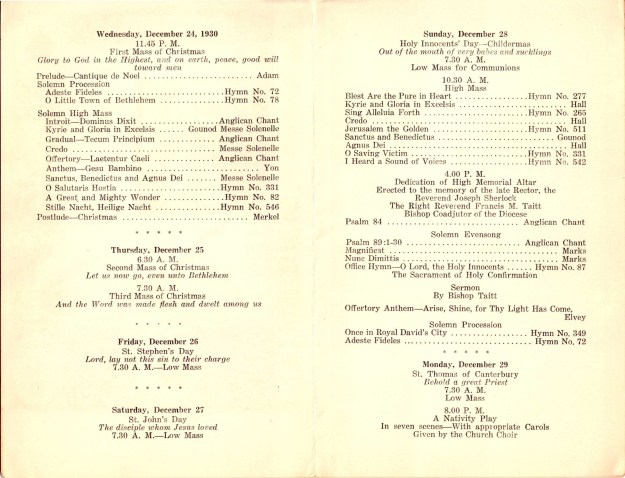 Wednesday, December 24, 1930
11.45 P. M.
First Mass of Christmas
Glory to God in the Highest, and on earth, peace, good will
toward men
Prelude—Cantique de Noel ........................ Adam
Solemn Procession
Adeste Fideles .............................Hymn No. 72
O Little Town of Bethlehem .................Hymn No. 78
Solemn High Mass
Introit—Dominus Dixit ....................Anglican Chant
Kyrie and Gloria in Excelsis ...... Gounod Messe Solenelle
Gradual—Tecum Principium ............. Anglican Chant
Credo ............................. Messe Solenelle
Offertory—Laetentur Caeli ............. Anglican Chant
Anthem—Gesu Bambino ........................ Yon
Sanctus, Benedictus and Agnus Dei ...... Messe Solenelle
O Salutaris Hostia ........................Hymn No. 331
A Great and Mighty Wonder ................Hymn No. 82
Stille Nacht, Heilige Nacht ................Hymn No. 546
Postlude—Christmas ........................... Merkel
* * * * *
Thursday, December 25
6.30 A. M.
Second Mass of Christmas
Let us now go, even unto Bethlehem
7.30 A. M.
Third Mass of Christmas
And the Word was made flesh and dwelt among us
* * * * *
Friday, December 26
St. Stephen's Day
Lord, lay not this sin to their charge
7.30 A. M.—Low Mass
* * * * *
Saturday, December 27
St. John's Day
The disciple whom Jesus loved
7.30 A. M.—Low Mass
Sunday, December 28
Holy Innocents' Day—Childermas
Out of the mouth of very babes and sucklings
7.30 A. M.
Low Mass for Communions
10.30 A. M.
High Mass
Blest Are the Pure in Heart ................Hymn No. 277
Kyrie and Gloria in Excelsis ....................... Hall
Sing Alleluia Forth ........................Hymn No. 265
Credo ......................................... Hall
Jerusalem the Golden .......................Hymn No. 511
Sanctus and Benedictus ....................... Gounod
Agnus Dei ..................................... Hall
O Saving Victim ...........................Hymn No. 331
I Heard a Sound of Voices ..................Hymn No. 542
4.00 P. M.
Dedication of High Memorial Altar
Erected to the memory of the late Rector, the
Reverend Joseph Sherlock
The Right Reverend Francis M. Taitt
Bishop Coadjutor of the Diocese
Psalm 84 ............................. Anglican Chant
Solemn Evensong
Psalm 89:1-30 ......................... Anglican Chant
Magnificat .................................... Marks
Nunc Dimittis ................................. Marks
Office Hymn—O Lord, the Holy Innocents ...... Hymn No. 87
The Sacrament of Holy Confirmation
Sermon
By Bishop Taitt
Offertory Anthem—Arise, Shine, for Thy Light Has Come,
Elvey
Solemn Procession
Once in Royal David's City ................ Hymn No. 349
Adeste Fideles ............................. Hymn No. 72
* * * * *
Monday, December 29
St. Thomas of Canterbury
Behold a great Priest
7.30 A. M.
Low Mass
8.00 P. M.
A Nativity Play
In seven scenes—With appropriate Carols
Given by the Church Choir